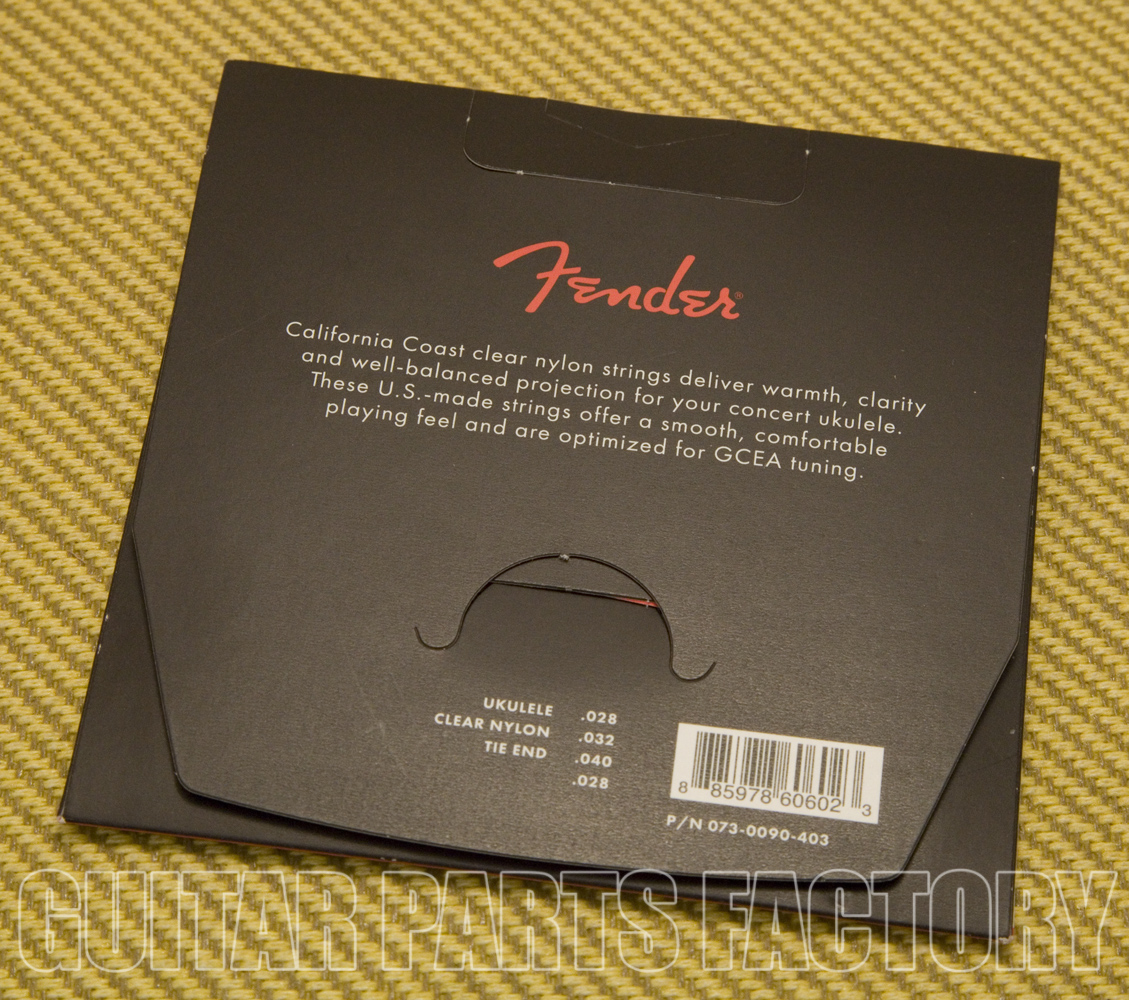 Fender®
California Coast clear nylon strings deliver warmth, clarity
and well-balanced projection for your concert ukulele.
These U.S.-made strings offer a smooth, comfortable
playing feel and are optimized for GCEA tuning.
UKULELE .028
CLEAR NYLON .032
TIE END .040
.028
8 85978 60602 3
P/N 073-0090-403
GUITAR PARTS FACTORY